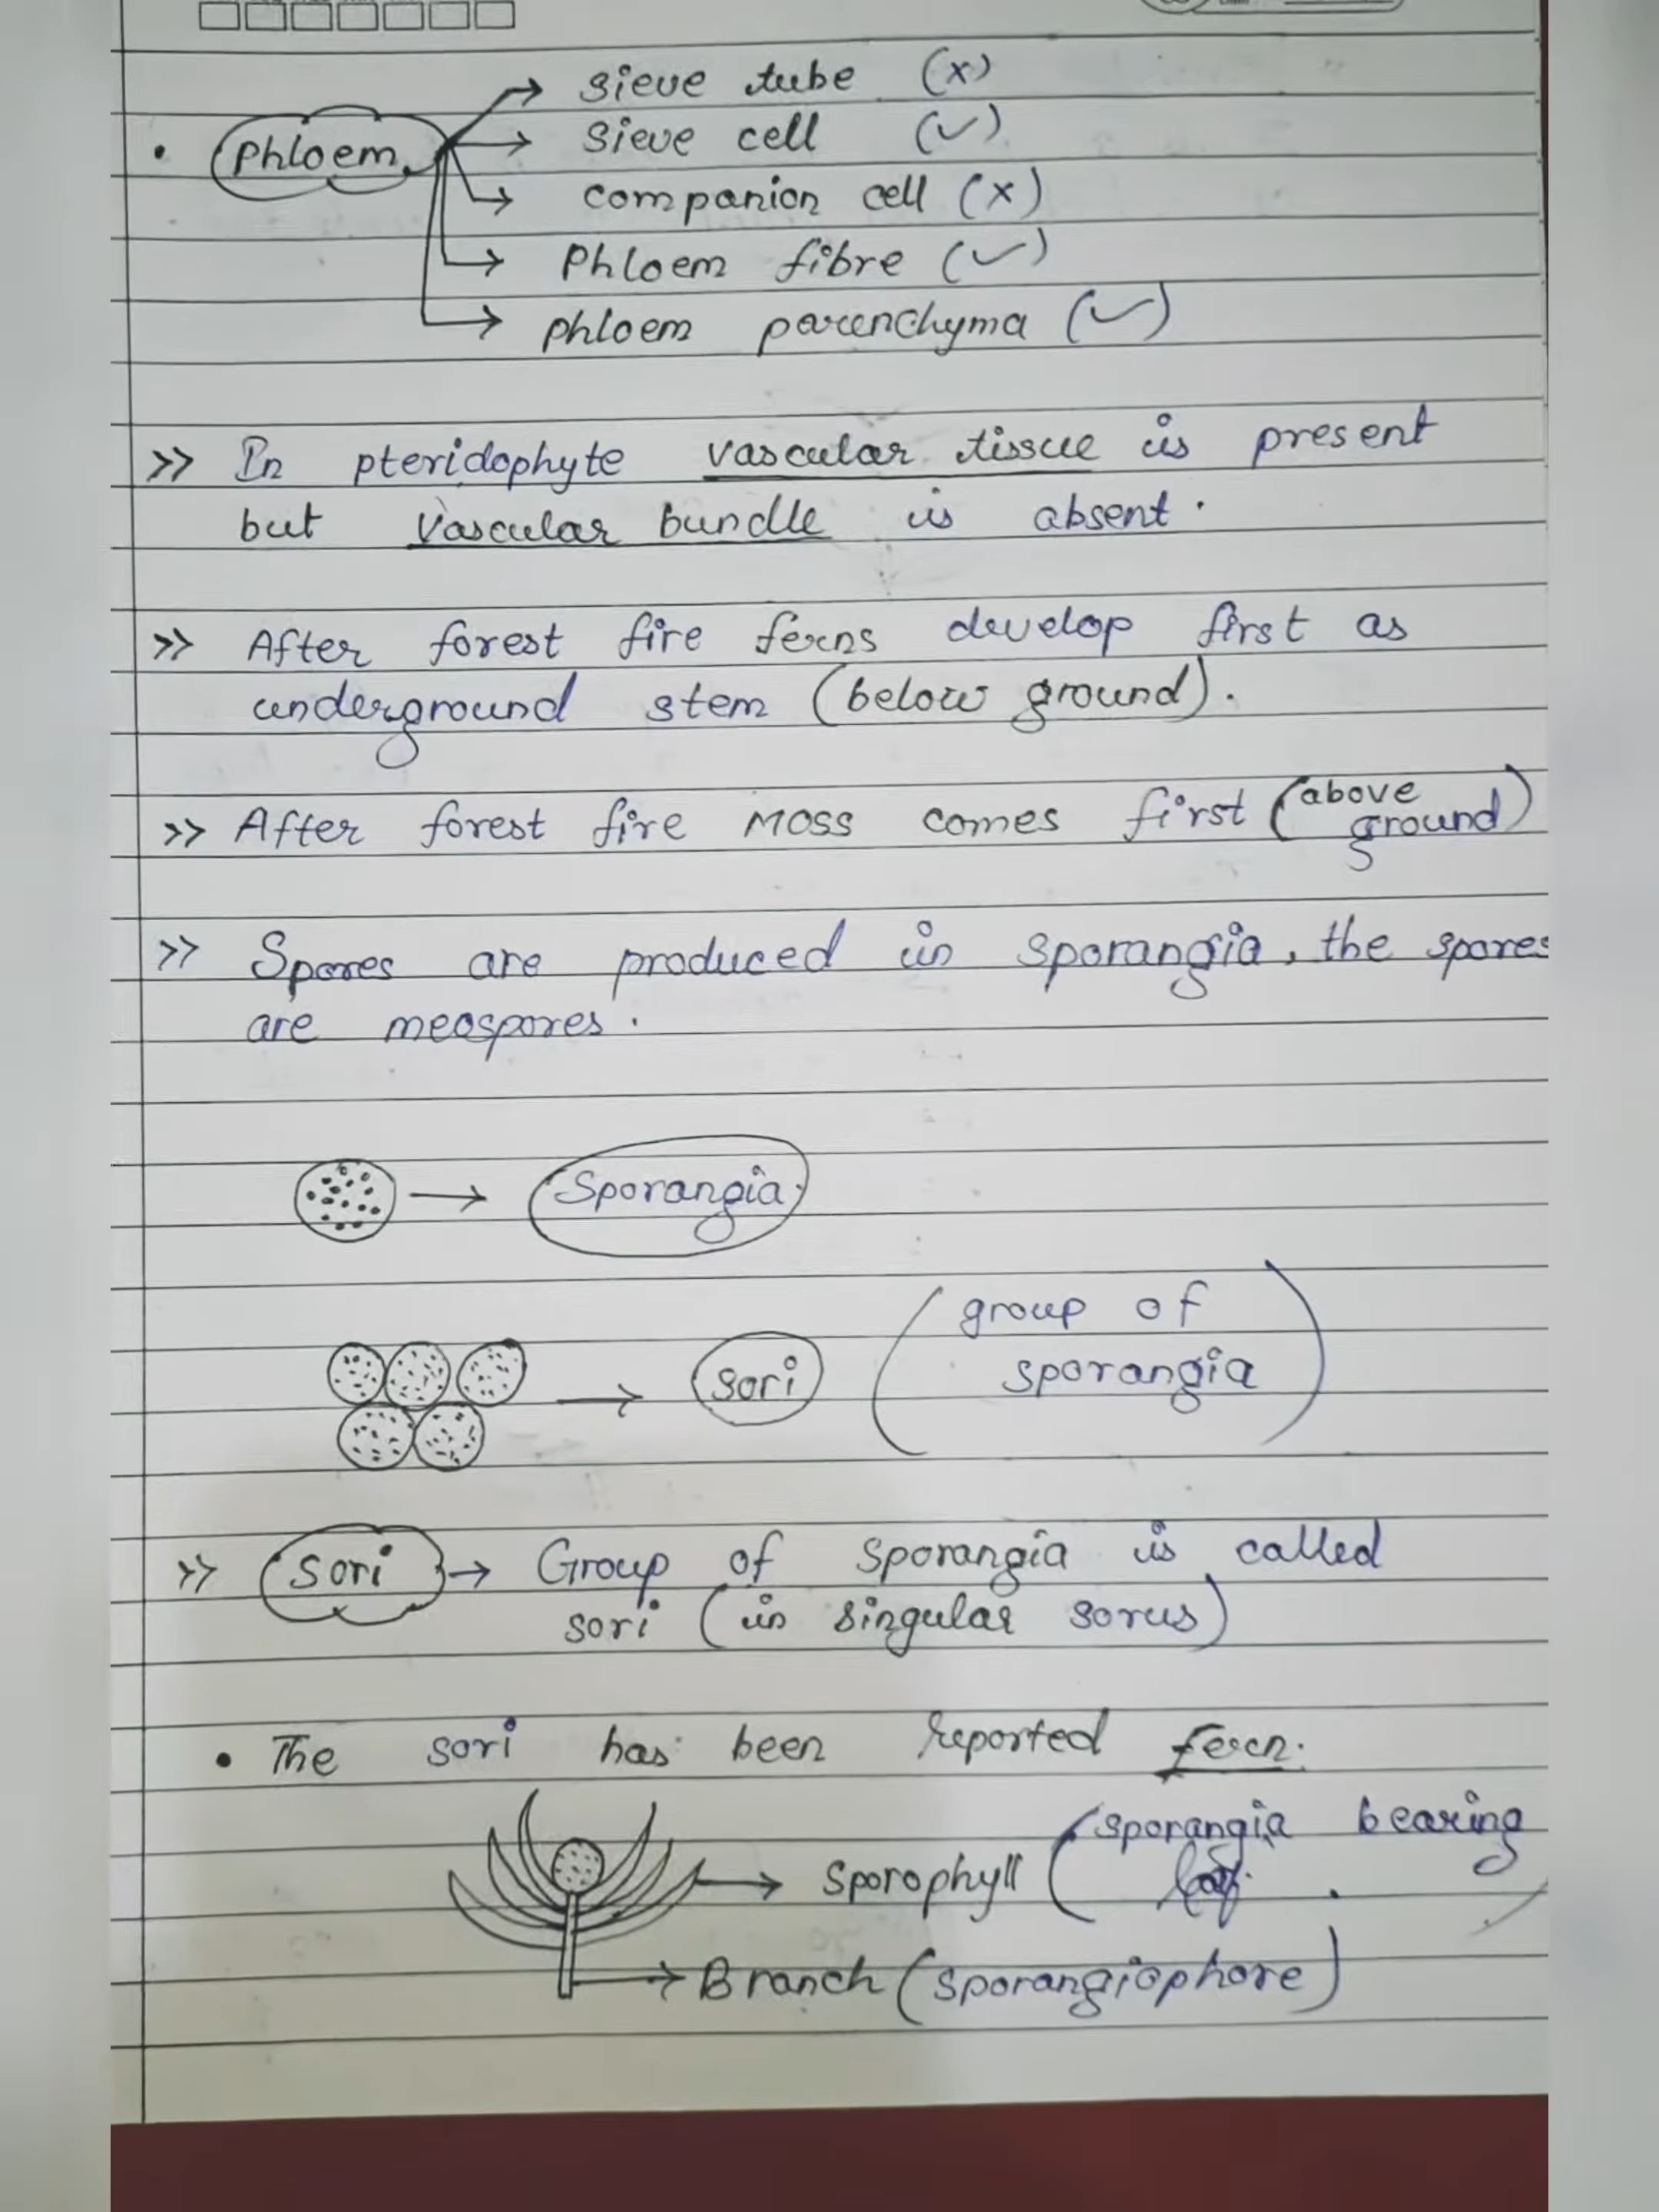 sieve tube (x)
• Phloem
sieve cell (✓)
companion cell (x)
Phloem fibre (✓)
phloem parenchyma (✓)
>> In pteridophyte vascular tissue is present
but vascular bundle is absent.
>> After forest fire ferns develop first as
underground stem (below ground).
>> After forest fire moss comes first (above
ground)
>> Spores are produced in sporangia, the spores
are meospores.
→ Sporangia
→ sori (group of
sporangia)
>> Sori → Group of sporangia is called
sori (in singular sorus)
• The sori has been reported fern.
→ sporophyll (sporangia bearing
leaf.
→ Branch (sporangiophore)